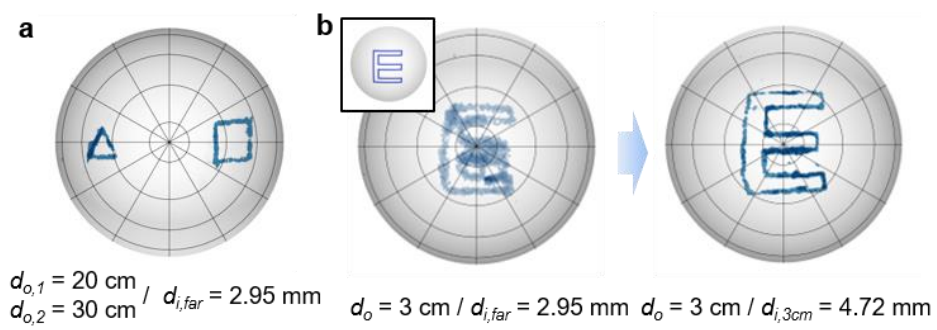 a
b
E
E
E
d_{o,1} = 20 cm
d_{o,2} = 30 cm
/ d_{i,far} = 2.95 mm
d_o = 3 cm / d_{i,far} = 2.95 mm
d_o = 3 cm / d_{i,3cm} = 4.72 mm